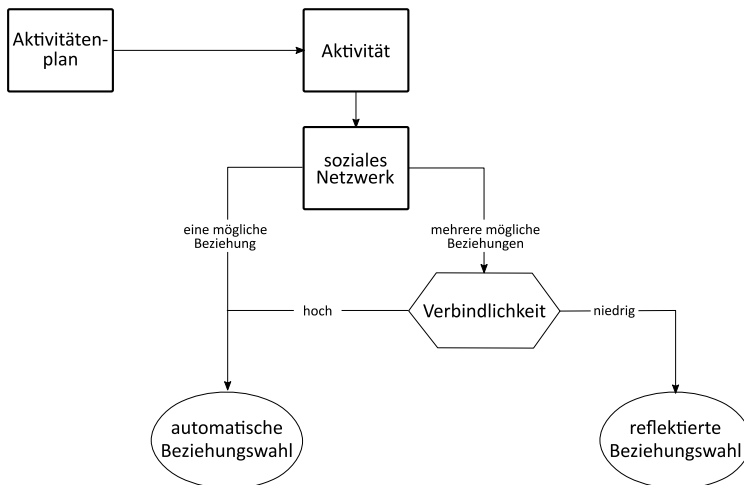 Aktivitäten-
plan
Aktivität
soziales
Netzwerk
eine mögliche
Beziehung
mehrere mögliche
Beziehungen
hoch
Verbindlichkeit
niedrig
automatische
Beziehungswahl
reflektierte
Beziehungswahl